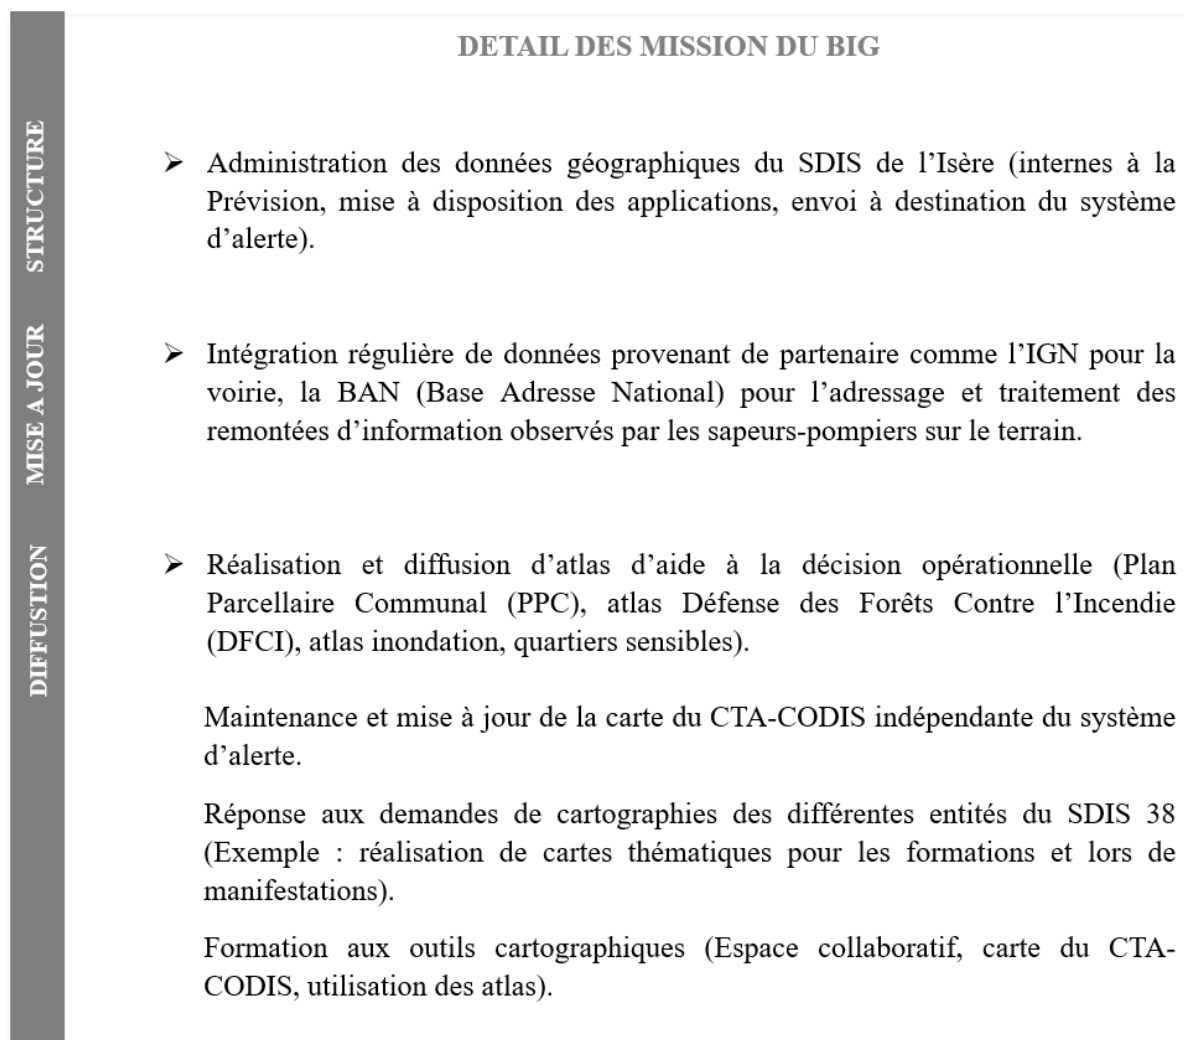 DETAIL DES MISSION DU BIG
STRUCTURE
➢ Administration des données géographiques du SDIS de l’Isère (internes à la
Prévision, mise à disposition des applications, envoi à destination du système
d’alerte).
MISE A JOUR
➢ Intégration régulière de données provenant de partenaire comme l’IGN pour la
voirie, la BAN (Base Adresse National) pour l’adressage et traitement des
remontées d’information observés par les sapeurs-pompiers sur le terrain.
DIFFUSTION
➢ Réalisation et diffusion d’atlas d’aide à la décision opérationnelle (Plan
Parcellaire Communal (PPC), atlas Défense des Forêts Contre l’Incendie
(DFCI), atlas inondation, quartiers sensibles).
Maintenance et mise à jour de la carte du CTA-CODIS indépendante du système
d’alerte.
Réponse aux demandes de cartographies des différentes entités du SDIS 38
(Exemple : réalisation de cartes thématiques pour les formations et lors de
manifestations).
Formation aux outils cartographiques (Espace collaboratif, carte du CTA-
CODIS, utilisation des atlas).